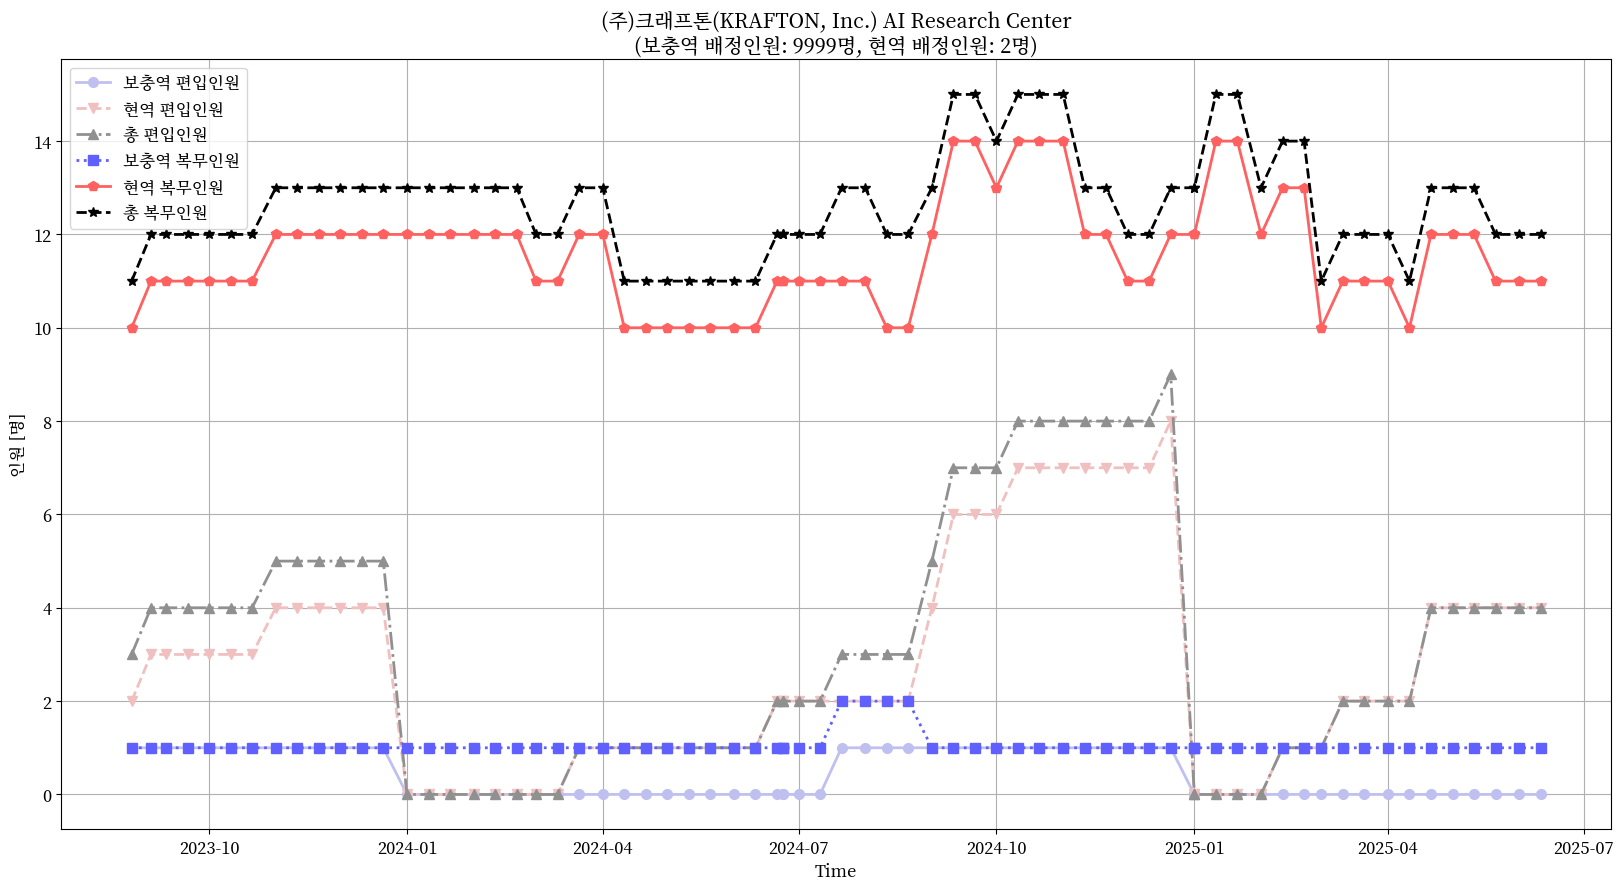 (주)크래프톤(KRAFTON, Inc.) AI Research Center
(보충역 배정인원: 9999명, 현역 배정인원: 2명)
보충역 편입인원
현역 편입인원
총 편입인원
보충역 복무인원
현역 복무인원
총 복무인원
인원 [명]
14
12
10
8
6
4
2
0
2023-10
2024-01
2024-04
2024-07
2024-10
2025-01
2025-04
2025-07
Time